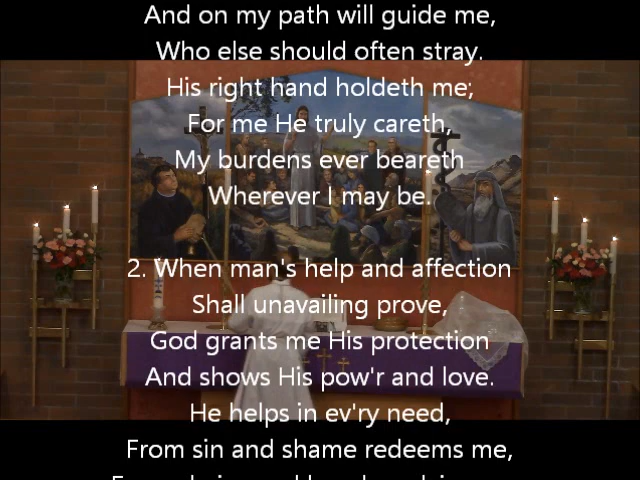 And on my path will guide me,
Who else should often stray.
His right hand holdeth me;
For me He truly careth,
My burdens ever beareth
Wherever I may be.
2. When man's help and affection
Shall unavailing prove,
God grants me His protection
And shows His pow'r and love.
He helps in ev'ry need,
From sin and shame redeems me,